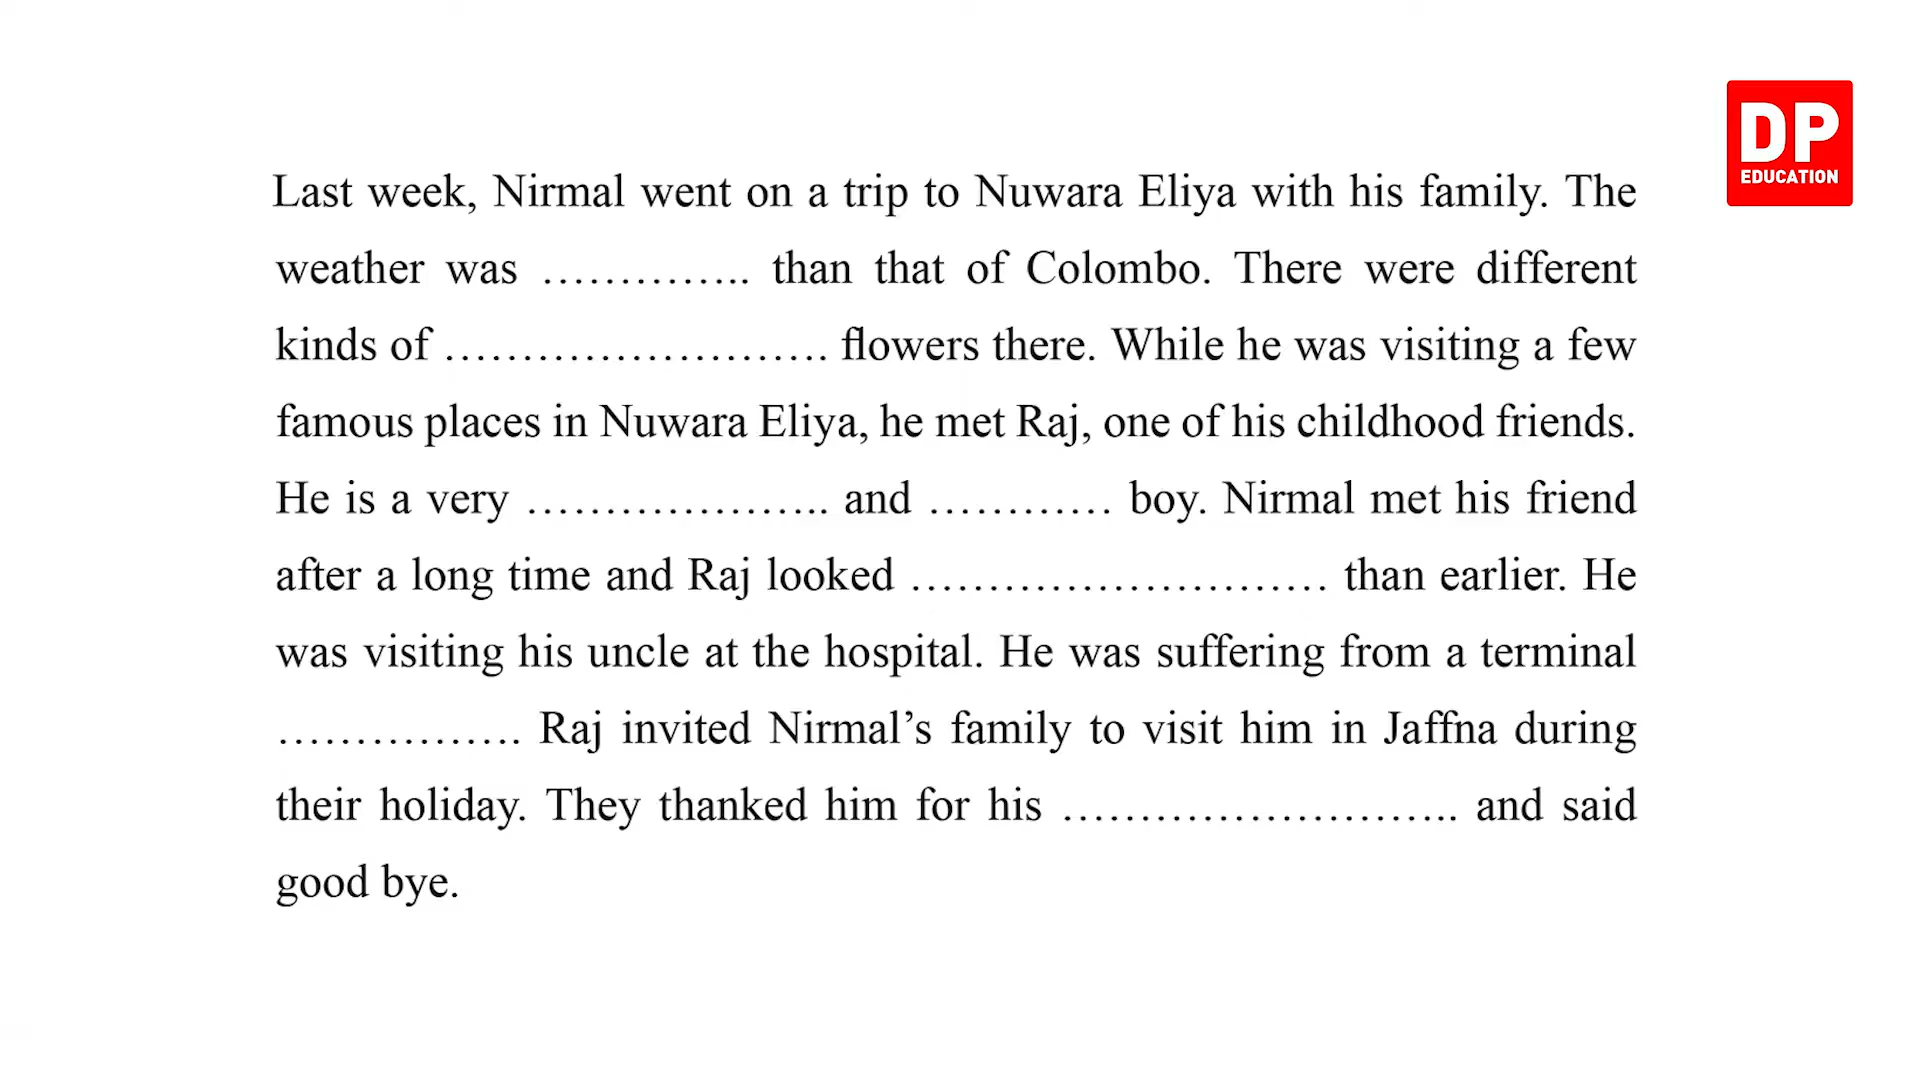 DP
EDUCATION
Last week, Nirmal went on a trip to Nuwara Eliya with his family. The
weather was ………….. than that of Colombo. There were different
kinds of ……………………. flowers there. While he was visiting a few
famous places in Nuwara Eliya, he met Raj, one of his childhood friends.
He is a very ……………….. and ………… boy. Nirmal met his friend
after a long time and Raj looked ……………………… than earlier. He
was visiting his uncle at the hospital. He was suffering from a terminal
……………. Raj invited Nirmal’s family to visit him in Jaffna during
their holiday. They thanked him for his …………………….. and said
good bye.